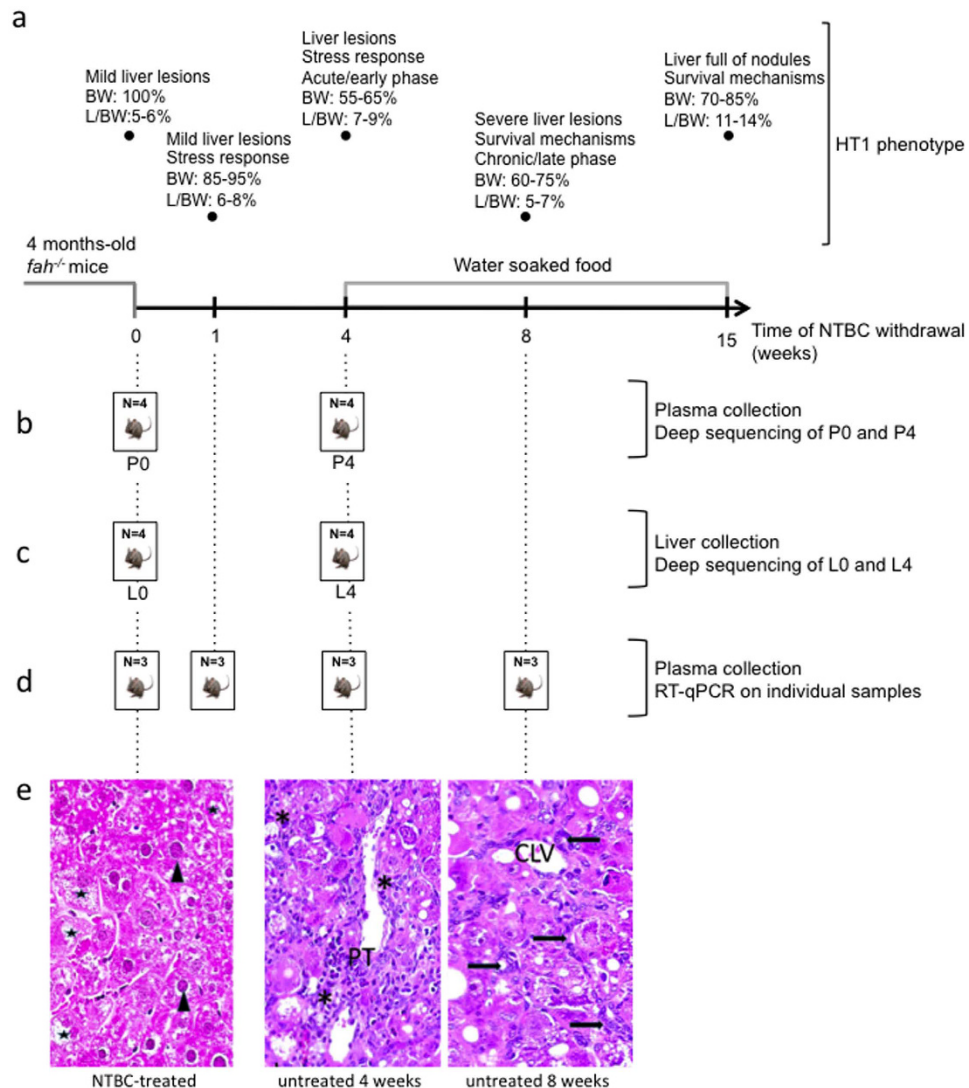 a
Mild liver lesions
BW: 100%
L/BW:5-6%
Mild liver lesions
Stress response
BW: 85-95%
L/BW: 6-8%
Liver lesions
Stress response
Acute/early phase
BW: 55-65%
L/BW: 7-9%
Severe liver lesions
Survival mechanisms
Chronic/late phase
BW: 60-75%
L/BW: 5-7%
Liver full of nodules
Survival mechanisms
BW: 70-85%
L/BW: 11-14%
HT1 phenotype
4 months-old
fah-/- mice
Water soaked food
0
1
4
8
15
Time of NTBC withdrawal
(weeks)
b
N=4
P0
N=4
P4
Plasma collection
Deep sequencing of P0 and P4
c
N=4
L0
N=4
L4
Liver collection
Deep sequencing of L0 and L4
d
N=3
N=3
N=3
N=3
Plasma collection
RT-qPCR on individual samples
e
PT
CLV
NTBC-treated
untreated 4 weeks
untreated 8 weeks